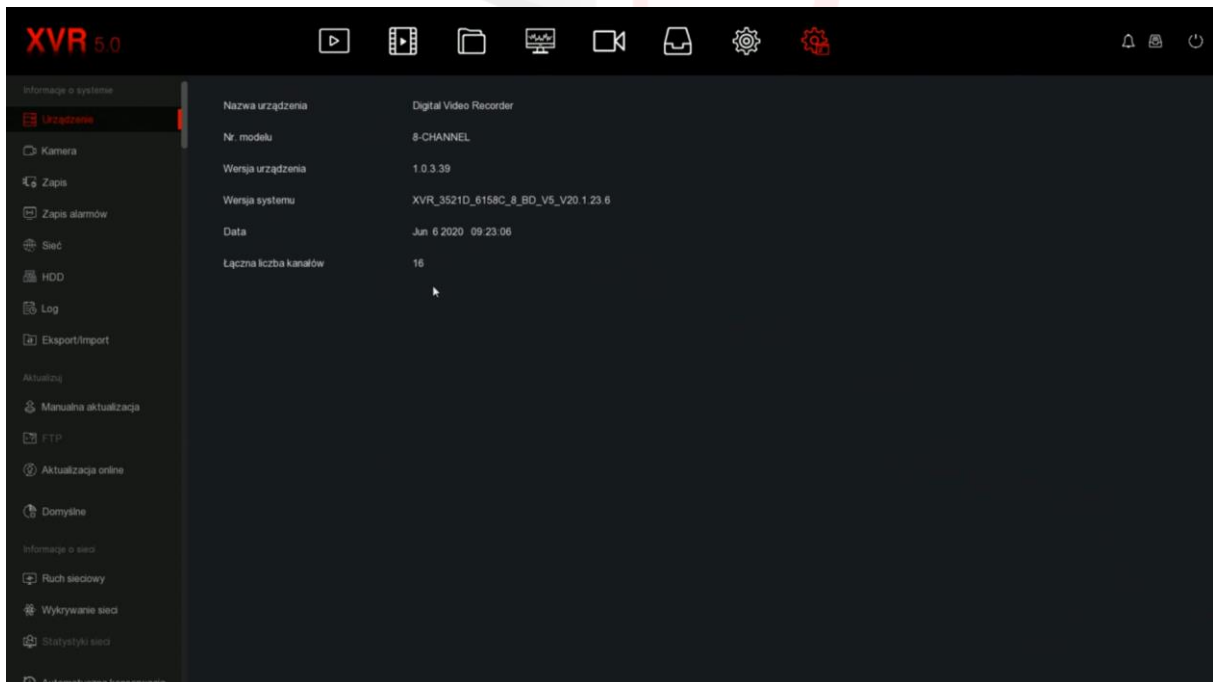 XVR 5.0
Informacje o systemie
Urządzenie
Kamera
Zapis
Zapis alarmów
Sieć
HDD
Log
Eksport/Import
Aktualizuj
Manualna aktualizacja
FTP
Aktualizacja online
Domyślne
Informacje o sieci
Ruch sieciowy
Wykrywanie sieci
Statystyki sieci
Nazwa urządzenia Digital Video Recorder
Nr. modelu 8-CHANNEL
Wersja urządzenia 1.0.3.39
Wersja systemu XVR_3521D_6158C_8_BD_V5_V20.1.23.6
Data Jun 6 2020 09:23:06
Łączna liczba kanałów 16